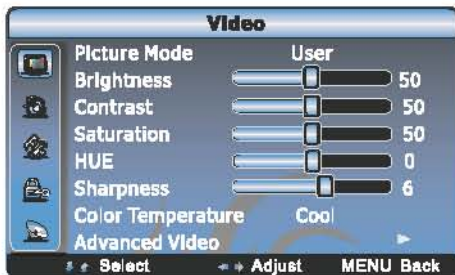 Video
Picture Mode User
Brightness 50
Contrast 50
Saturation 50
HUE 0
Sharpness 6
Color Temperature Cool
Advanced Video
Select Adjust MENU Back